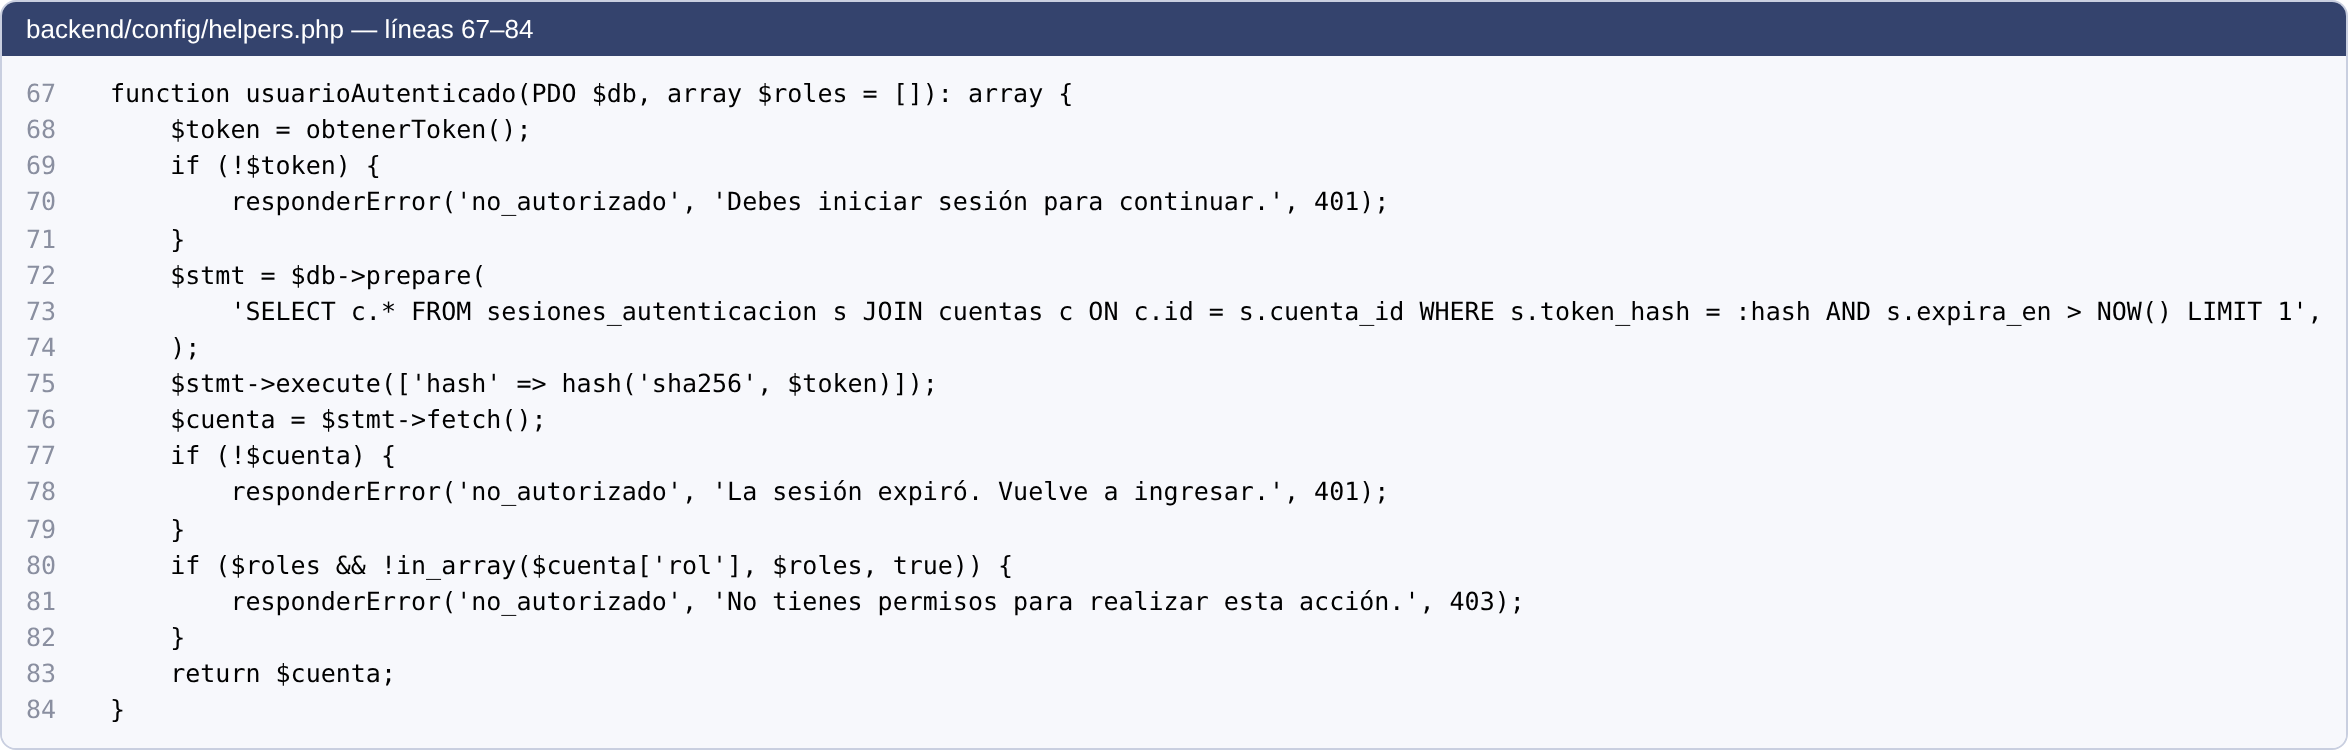 backend/config/helpers.php — líneas 67–84
67 function usuarioAutenticado(PDO $db, array $roles = []): array {
68     $token = obtenerToken();
69     if (!$token) {
70         responderError('no_autorizado', 'Debes iniciar sesión para continuar.', 401);
71     }
72     $stmt = $db->prepare(
73         'SELECT c.* FROM sesiones_autenticacion s JOIN cuentas c ON c.id = s.cuenta_id WHERE s.token_hash = :hash AND s.expira_en > NOW() LIMIT 1',
74     );
75     $stmt->execute(['hash' => hash('sha256', $token)]);
76     $cuenta = $stmt->fetch();
77     if (!$cuenta) {
78         responderError('no_autorizado', 'La sesión expiró. Vuelve a ingresar.', 401);
79     }
80     if ($roles && !in_array($cuenta['rol'], $roles, true)) {
81         responderError('no_autorizado', 'No tienes permisos para realizar esta acción.', 403);
82     }
83     return $cuenta;
84 }